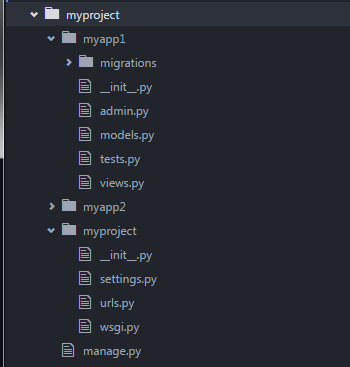 myproject
myapp1
migrations
__init__.py
admin.py
models.py
tests.py
views.py
myapp2
myproject
__init__.py
settings.py
urls.py
wsgi.py
manage.py